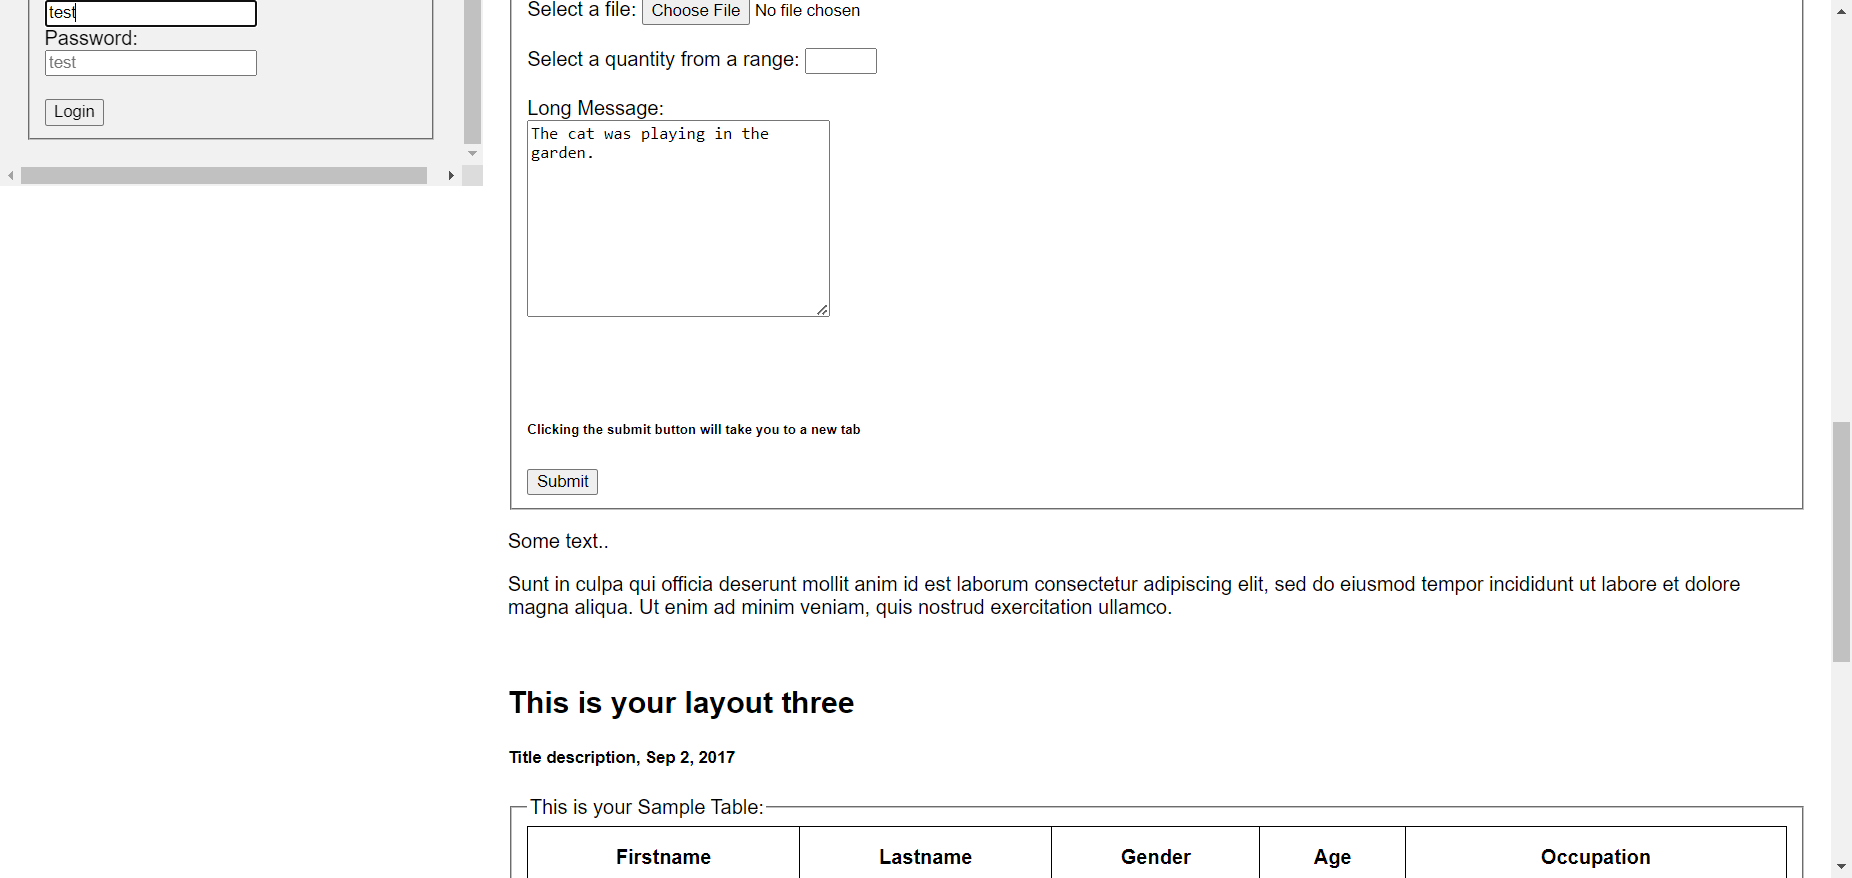 test
Password:
test
Login
Select a file: Choose File No file chosen
Select a quantity from a range:
Long Message:
The cat was playing in the
garden.
Clicking the submit button will take you to a new tab
Submit
Some text..
Sunt in culpa qui officia deserunt mollit anim id est laborum consectetur adipiscing elit, sed do eiusmod tempor incididunt ut labore et dolore
magna aliqua. Ut enim ad minim veniam, quis nostrud exercitation ullamco.
This is your layout three
Title description, Sep 2, 2017
This is your Sample Table:
Firstname Lastname Gender Age Occupation